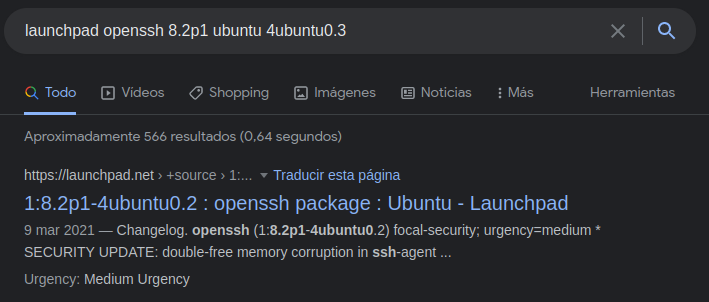 launchpad openssh 8.2p1 ubuntu 4ubuntu0.3
Todo Vídeos Shopping Imágenes Noticias Más Herramientas
Aproximadamente 566 resultados (0,64 segundos)
https://launchpad.net › +source › 1:... Traducir esta página
1:8.2p1-4ubuntu0.2 : openssh package : Ubuntu - Launchpad
9 mar 2021 — Changelog. openssh (1:8.2p1-4ubuntu0.2) focal-security; urgency=medium *
SECURITY UPDATE: double-free memory corruption in ssh-agent ...
Urgency: Medium Urgency